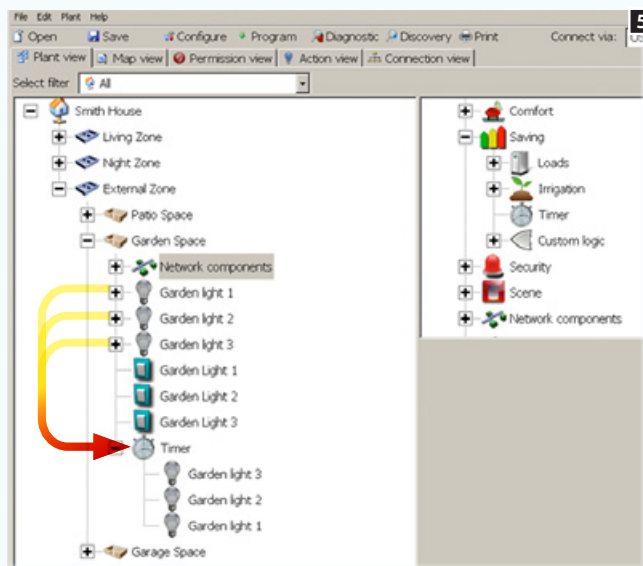 File Edit Plant Help 5
Open Save Configure Program Diagnostic Discovery Print Connect via:
Plant view Map view Permission view Action view Connection view
Select filter All
Smith House
Living Zone
Night Zone
External Zone
Patio Space
Garden Space
Network components
Garden light 1
Garden light 2
Garden light 3
Garden Light 1
Garden Light 2
Garden Light 3
Timer
Garden light 3
Garden light 2
Garden light 1
Garage Space
Comfort
Saving
Loads
Irrigation
Timer
Custom logic
Security
Scene
Network components